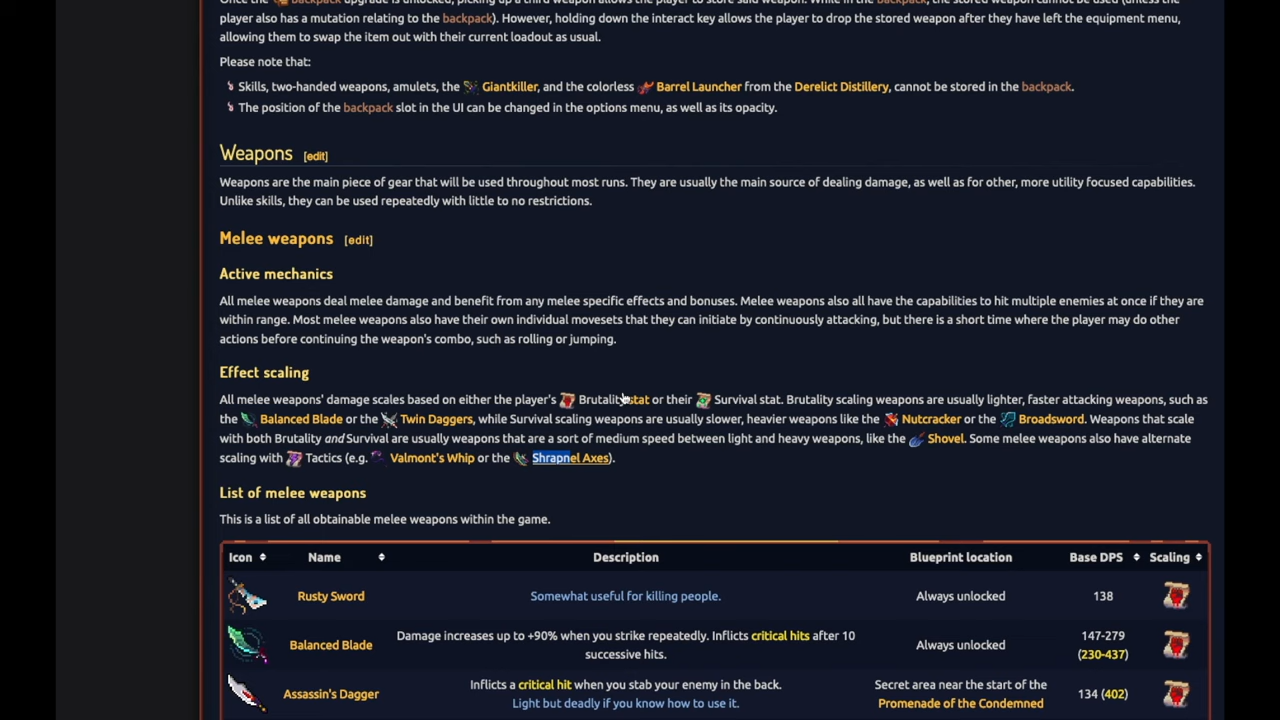 player also has a mutation relating to the backpack). However, holding down the interact key allows the player to drop the stored weapon after they have left the equipment menu,
allowing them to swap the item out with their current loadout as usual.
Please note that:
Skills, two-handed weapons, amulets, the Giantkiller, and the colorless Barrel Launcher from the Derelict Distillery, cannot be stored in the backpack.
The position of the backpack slot in the UI can be changed in the options menu, as well as its opacity.
Weapons [edit]
Weapons are the main piece of gear that will be used throughout most runs. They are usually the main source of dealing damage, as well as for other, more utility focused capabilities.
Unlike skills, they can be used repeatedly with little to no restrictions.
Melee weapons [edit]
Active mechanics
All melee weapons deal melee damage and benefit from any melee specific effects and bonuses. Melee weapons also all have the capabilities to hit multiple enemies at once if they are
within range. Most melee weapons also have their own individual movesets that they can initiate by continuously attacking, but there is a short time where the player may do other
actions before continuing the weapon's combo, such as rolling or jumping.
Effect scaling
All melee weapons' damage scales based on either the player's Brutality stat or their Survival stat. Brutality scaling weapons are usually lighter, faster attacking weapons, such as
the Balanced Blade or the Twin Daggers, while Survival scaling weapons are usually slower, heavier weapons like the Nutcracker or the Broadsword. Weapons that scale
with both Brutality and Survival are usually weapons that are a sort of medium speed between light and heavy weapons, like the Shovel. Some melee weapons also have alternate
scaling with Tactics (e.g. Valmont's Whip or the Shrapnel Axes).
List of melee weapons
This is a list of all obtainable melee weapons within the game.
Icon Name Description Blueprint location Base DPS Scaling
Rusty Sword Somewhat useful for killing people. Always unlocked 138
Damage increases up to +90% when you strike repeatedly. Inflicts critical hits after 10 147-279
Balanced Blade Always unlocked
successive hits. (230-437)
Inflicts a critical hit when you stab your enemy in the back. Secret area near the start of the
Assassin's Dagger 134 (402)
Light but deadly if you know how to use it. Promenade of the Condemned